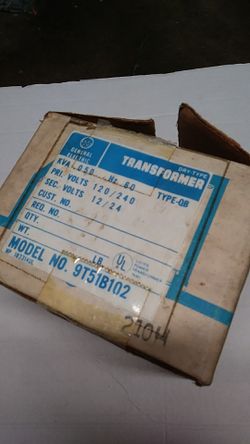 GENERAL ELECTRIC
DRY-TYPE
TRANSFORMER
KVA .050 Hz 60 TYPE-QB
PRI. VOLTS 120/240
SEC. VOLTS 12/24
CUST. NO.
REQ. NO.
QTY.
WT. LB.
UL
MODEL NO. 9T51B102
2104